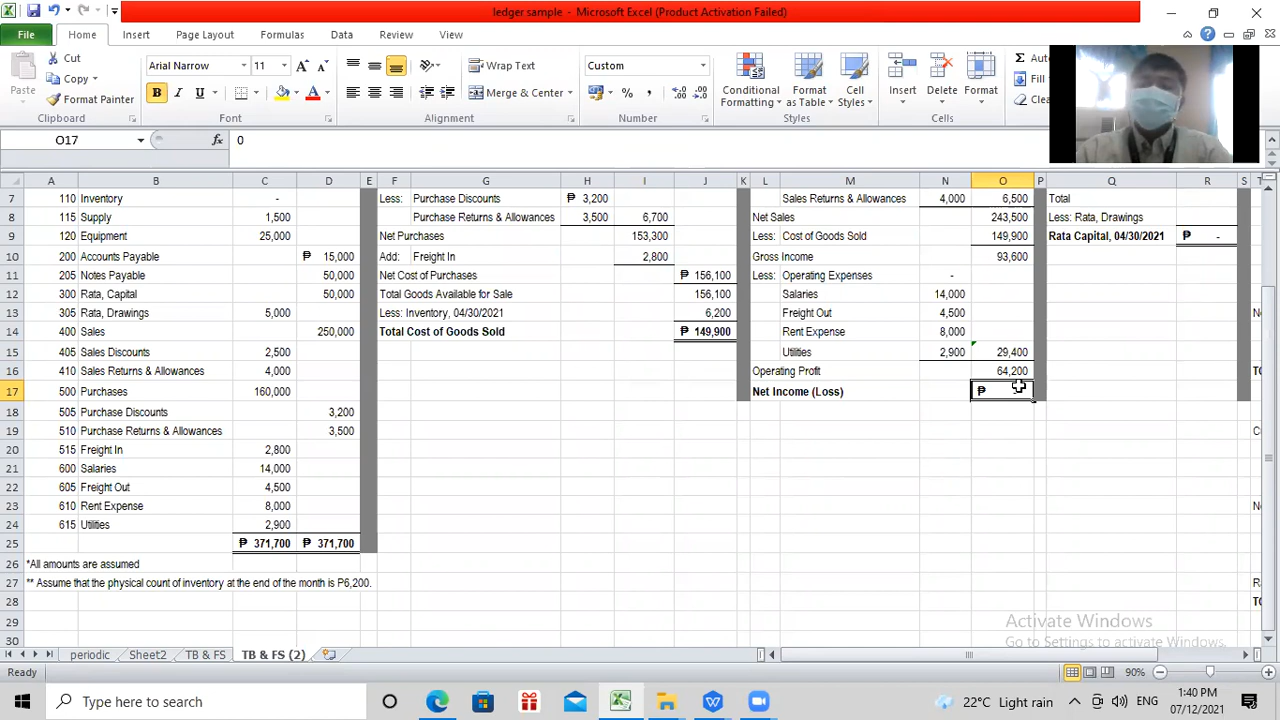 ledger sample - Microsoft Excel (Product Activation Failed)
File Home Insert Page Layout Formulas Data Review View
Paste Cut Copy Format Painter Clipboard
Arial Narrow 11 B I U Font
Wrap Text Merge & Center Alignment
Custom % , Number
Conditional Formatting Format as Table Cell Styles Styles
Insert Delete Format Cells
Σ Auto Fill Clea
O17 fx 0
A B C D E F G H I J K L M N O P Q R S
7 110 Inventory - Less: Purchase Discounts ₱ 3,200 Sales Returns & Allowances 4,000 6,500 Total
8 115 Supply 1,500 Purchase Returns & Allowances 3,500 6,700 Net Sales 243,500 Less: Rata, Drawings
9 120 Equipment 25,000 Net Purchases 153,300 Less: Cost of Goods Sold 149,900 Rata Capital, 04/30/2021 ₱ -
10 200 Accounts Payable ₱ 15,000 Add: Freight In 2,800 Gross Income 93,600
11 205 Notes Payable 50,000 Net Cost of Purchases ₱ 156,100 Less: Operating Expenses -
12 300 Rata, Capital 50,000 Total Goods Available for Sale 156,100 Salaries 14,000
13 305 Rata, Drawings 5,000 Less: Inventory, 04/30/2021 6,200 Freight Out 4,500
14 400 Sales 250,000 Total Cost of Goods Sold ₱ 149,900 Rent Expense 8,000
15 405 Sales Discounts 2,500 Utilities 2,900 29,400
16 410 Sales Returns & Allowances 4,000 Operating Proft 64,200
17 500 Purchases 160,000 Net Income (Loss) ₱
18 505 Purchase Discounts 3,200
19 510 Purchase Returns & Allowances 3,500
20 515 Freight In 2,800
21 600 Salaries 14,000
22 605 Freight Out 4,500
23 610 Rent Expense 8,000
24 615 Utilities 2,900
25 ₱ 371,700 ₱ 371,700
26 *All amounts are assumed
27 ** Assume that the physical count of inventory at the end of the month is P6,200.
28
29
30
Activate Windows
Go to Settings to activate Windows.
periodic Sheet2 TB & FS TB & FS (2)
Ready 90%
Type here to search 22°C Light rain ENG 1:40 PM
07/12/2021